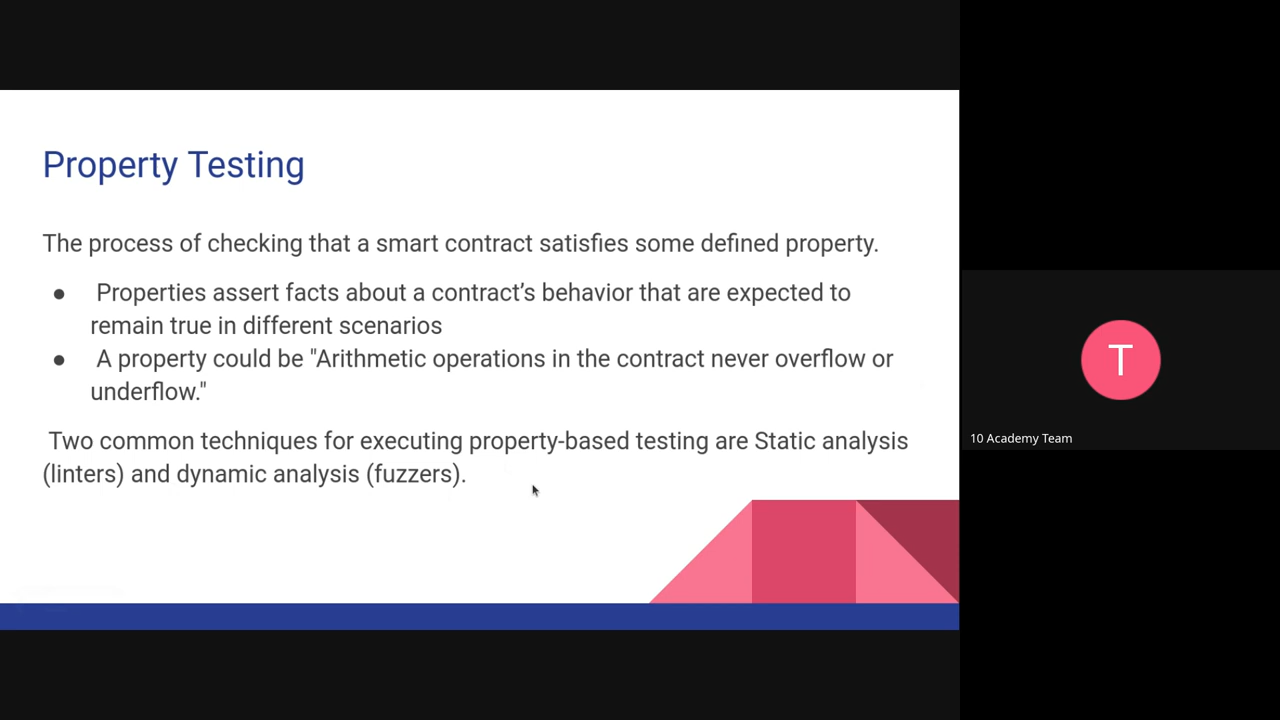 Property Testing
The process of checking that a smart contract satisfies some defined property.
● Properties assert facts about a contract’s behavior that are expected to
remain true in different scenarios
● A property could be "Arithmetic operations in the contract never overflow or
underflow."
Two common techniques for executing property-based testing are Static analysis
(linters) and dynamic analysis (fuzzers).
T
10 Academy Team